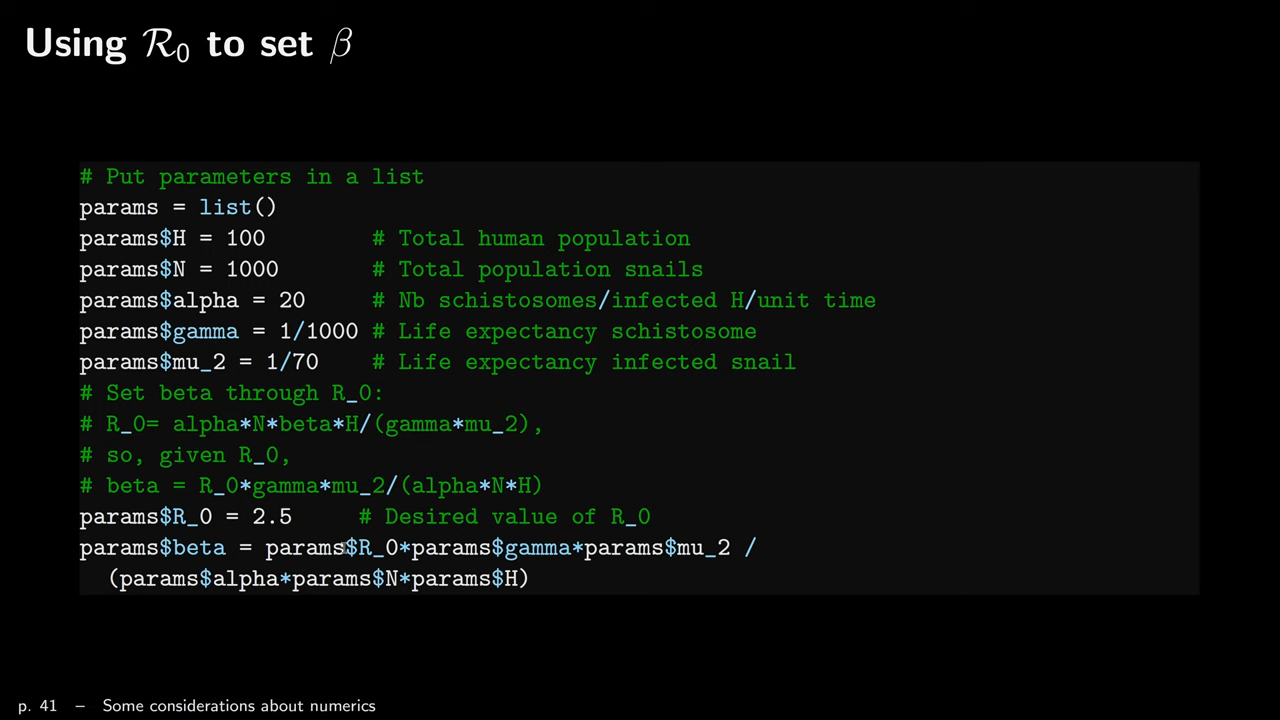 Using ℛ₀ to set β
# Put parameters in a list
params = list()
params$H = 100 # Total human population
params$N = 1000 # Total population snails
params$alpha = 20 # Nb schistosomes/infected H/unit time
params$gamma = 1/1000 # Life expectancy schistosome
params$mu_2 = 1/70 # Life expectancy infected snail
# Set beta through R_0:
# R_0= alpha*N*beta*H/(gamma*mu_2),
# so, given R_0,
# beta = R_0*gamma*mu_2/(alpha*N*H)
params$R_0 = 2.5 # Desired value of R_0
params$beta = params$R_0*params$gamma*params$mu_2 /
(params$alpha*params$N*params$H)
p. 41 – Some considerations about numerics